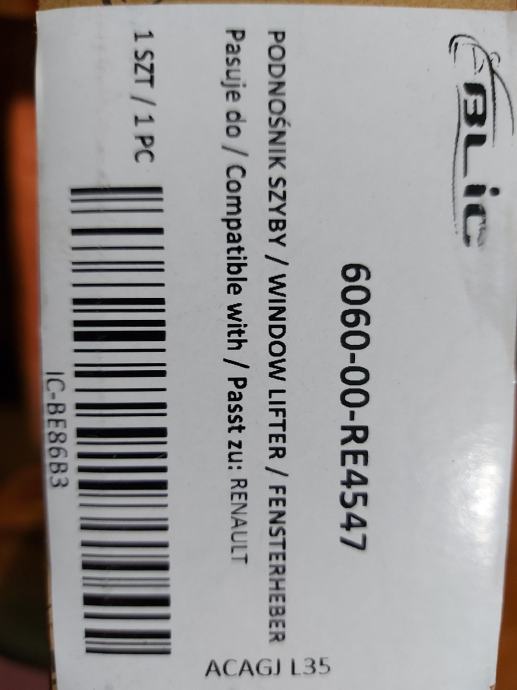 BLiC
6060-00-RE4547
PODNOŚNIK SZYBY / WINDOW LIFTER / FENSTERHEBER
Pasuje do / Compatible with / Passt zu: RENAULT
1 SZT / 1 PC
IC-BE86B3
ACAGJ L35